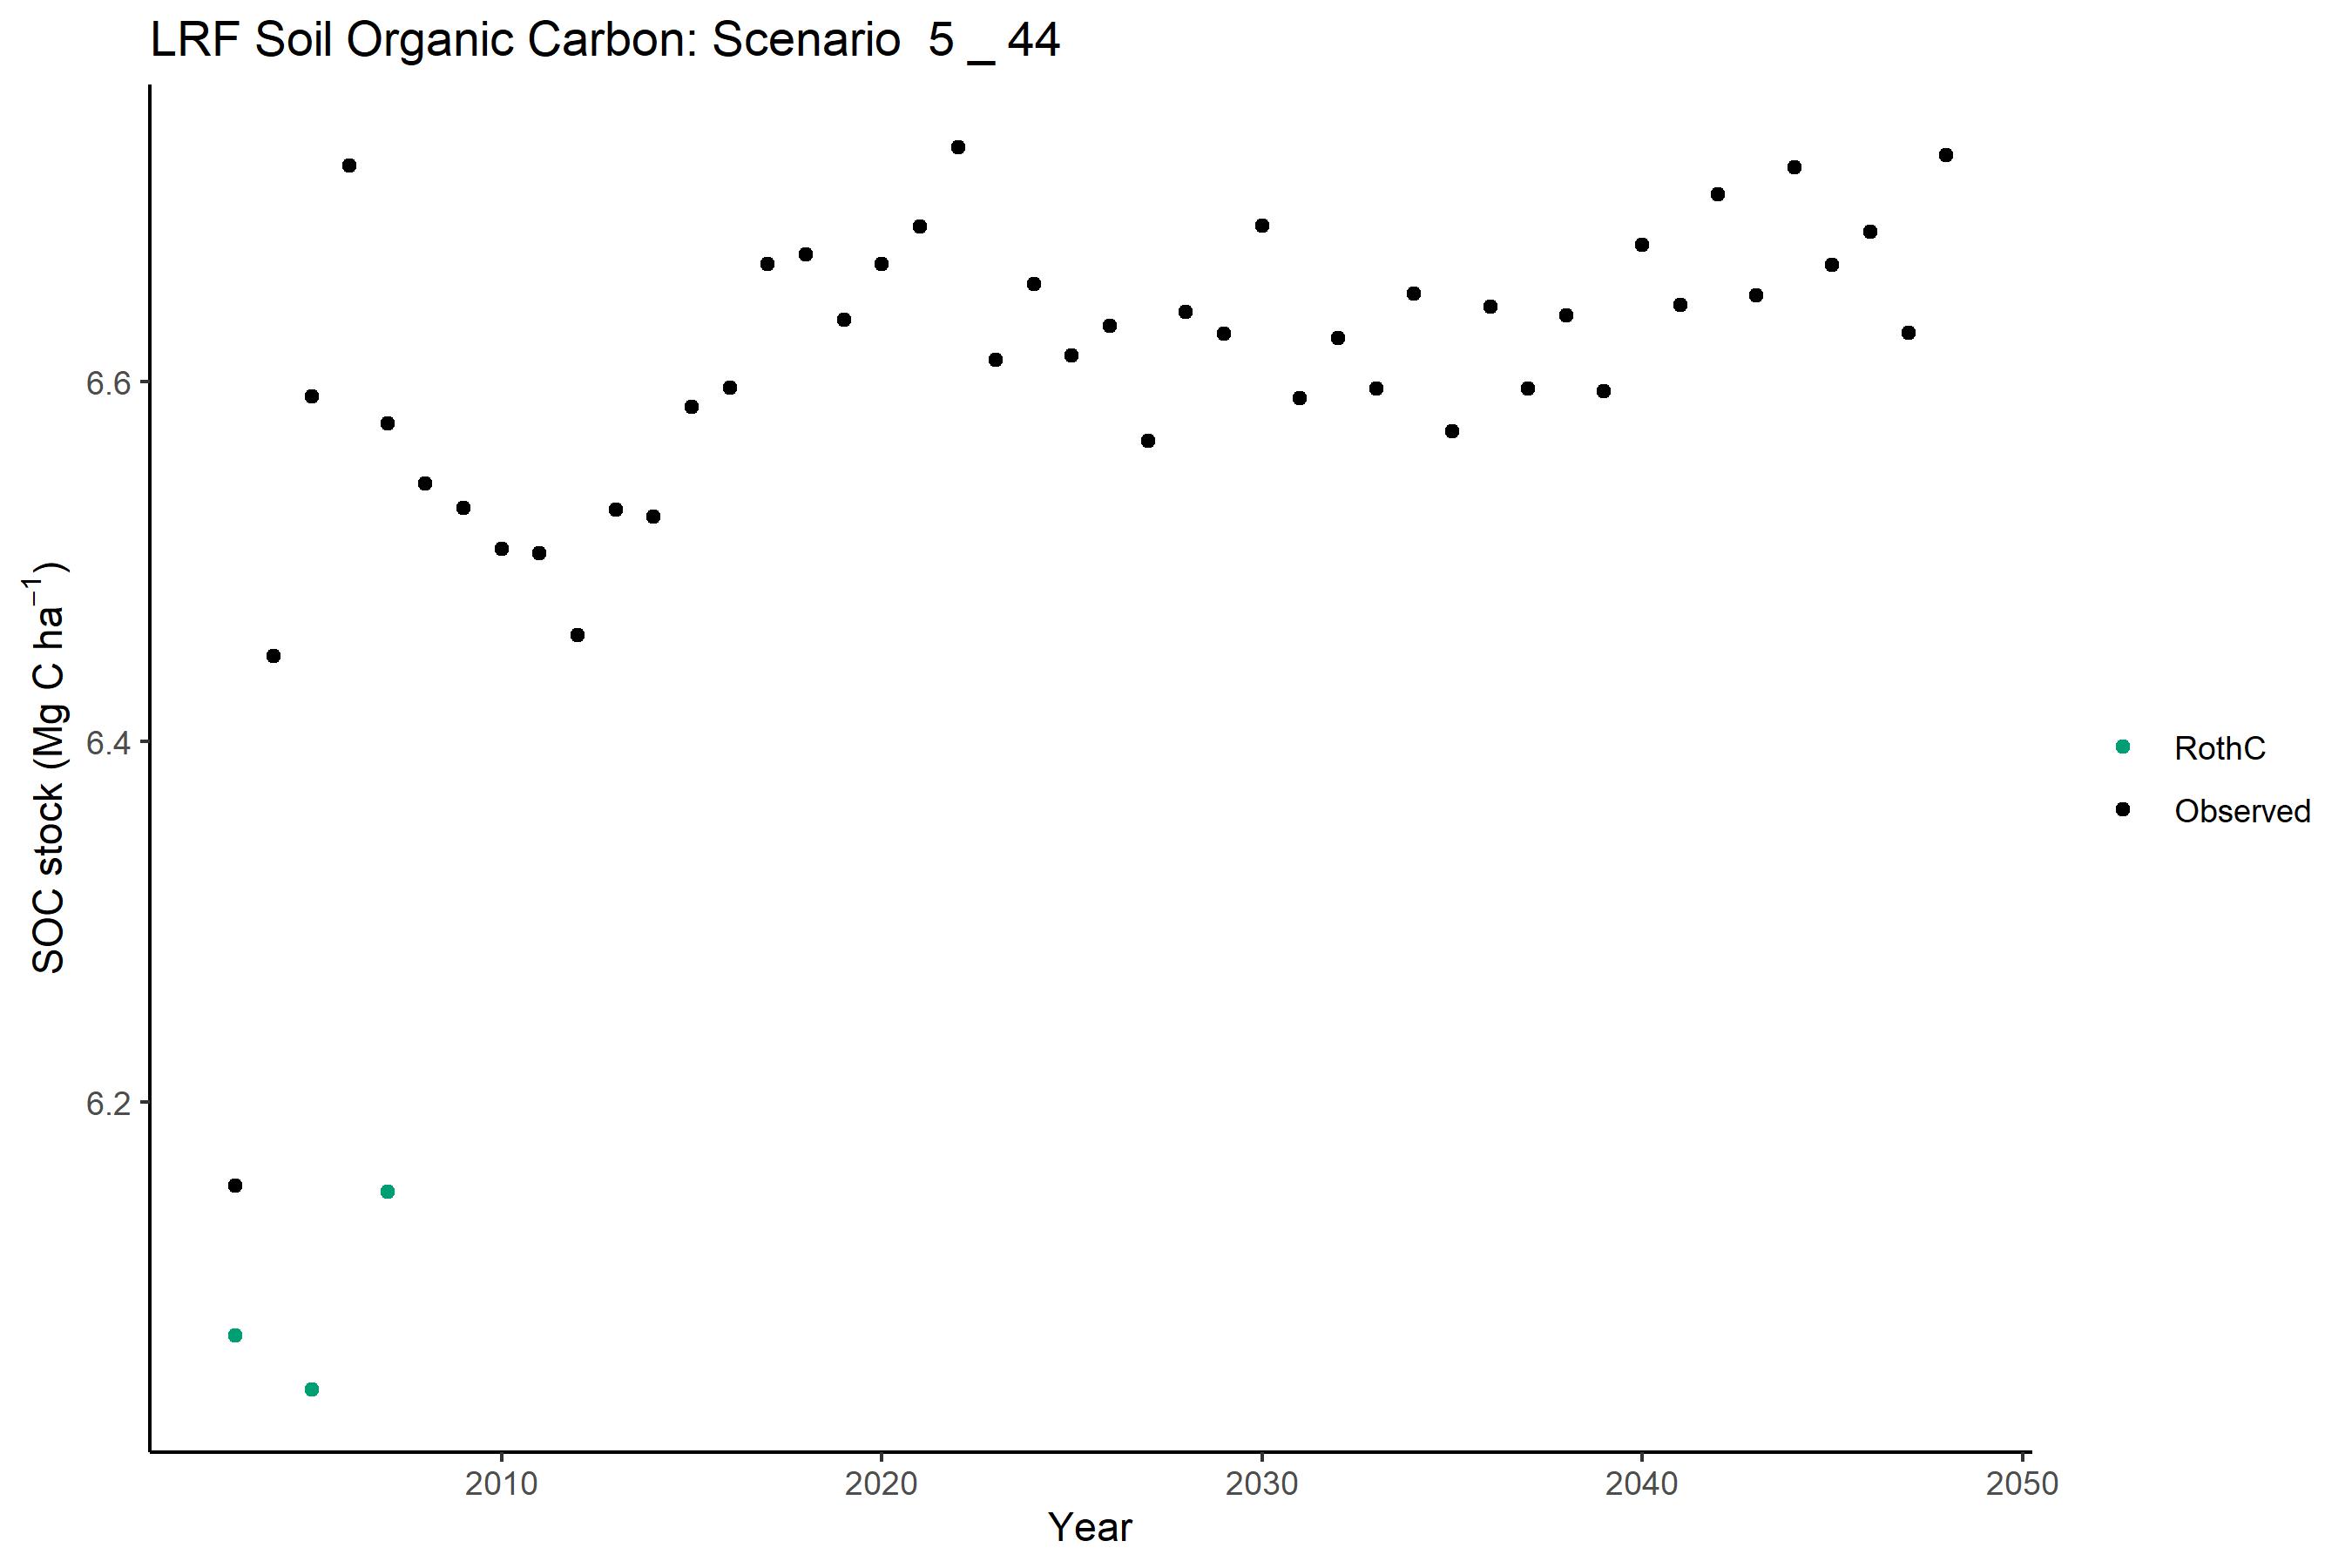 LRF Soil Organic Carbon: Scenario  5 _ 44
SOC stock (Mg C ha⁻¹)
6.6
6.4
6.2
RothC
Observed
2010 2020 2030 2040 2050
Year